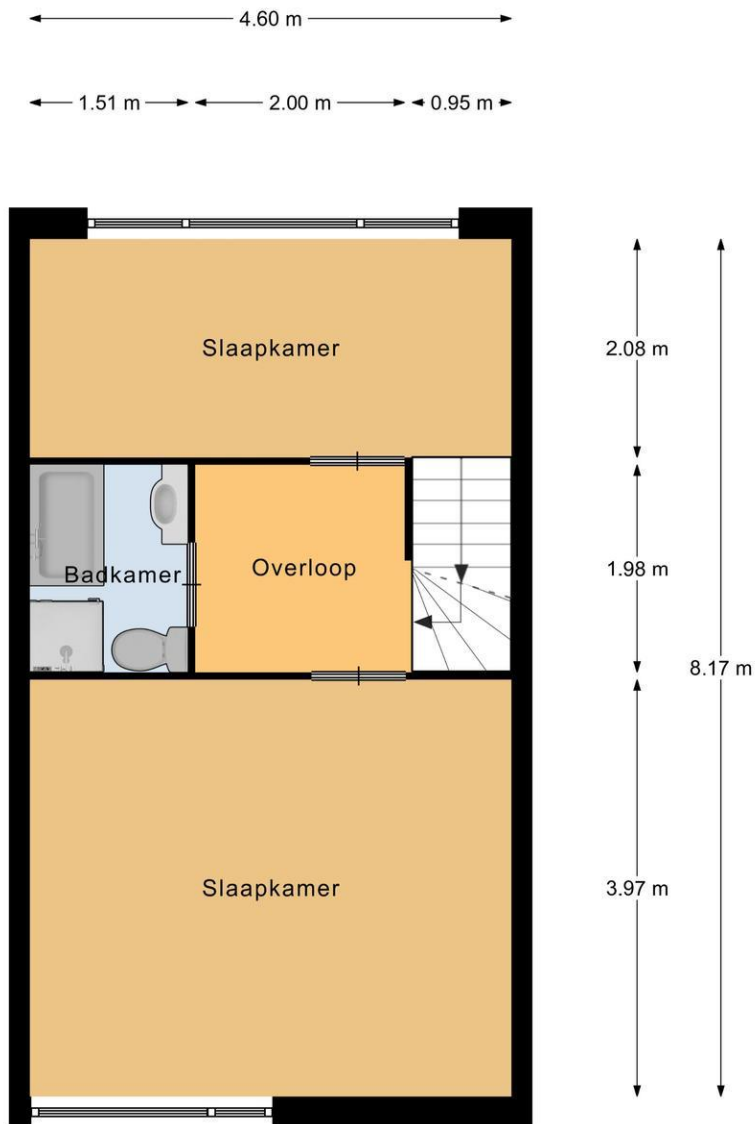 4.60 m
1.51 m
2.00 m
0.95 m
Slaapkamer
2.08 m
Badkamer
Overloop
1.98 m
8.17 m
Slaapkamer
3.97 m